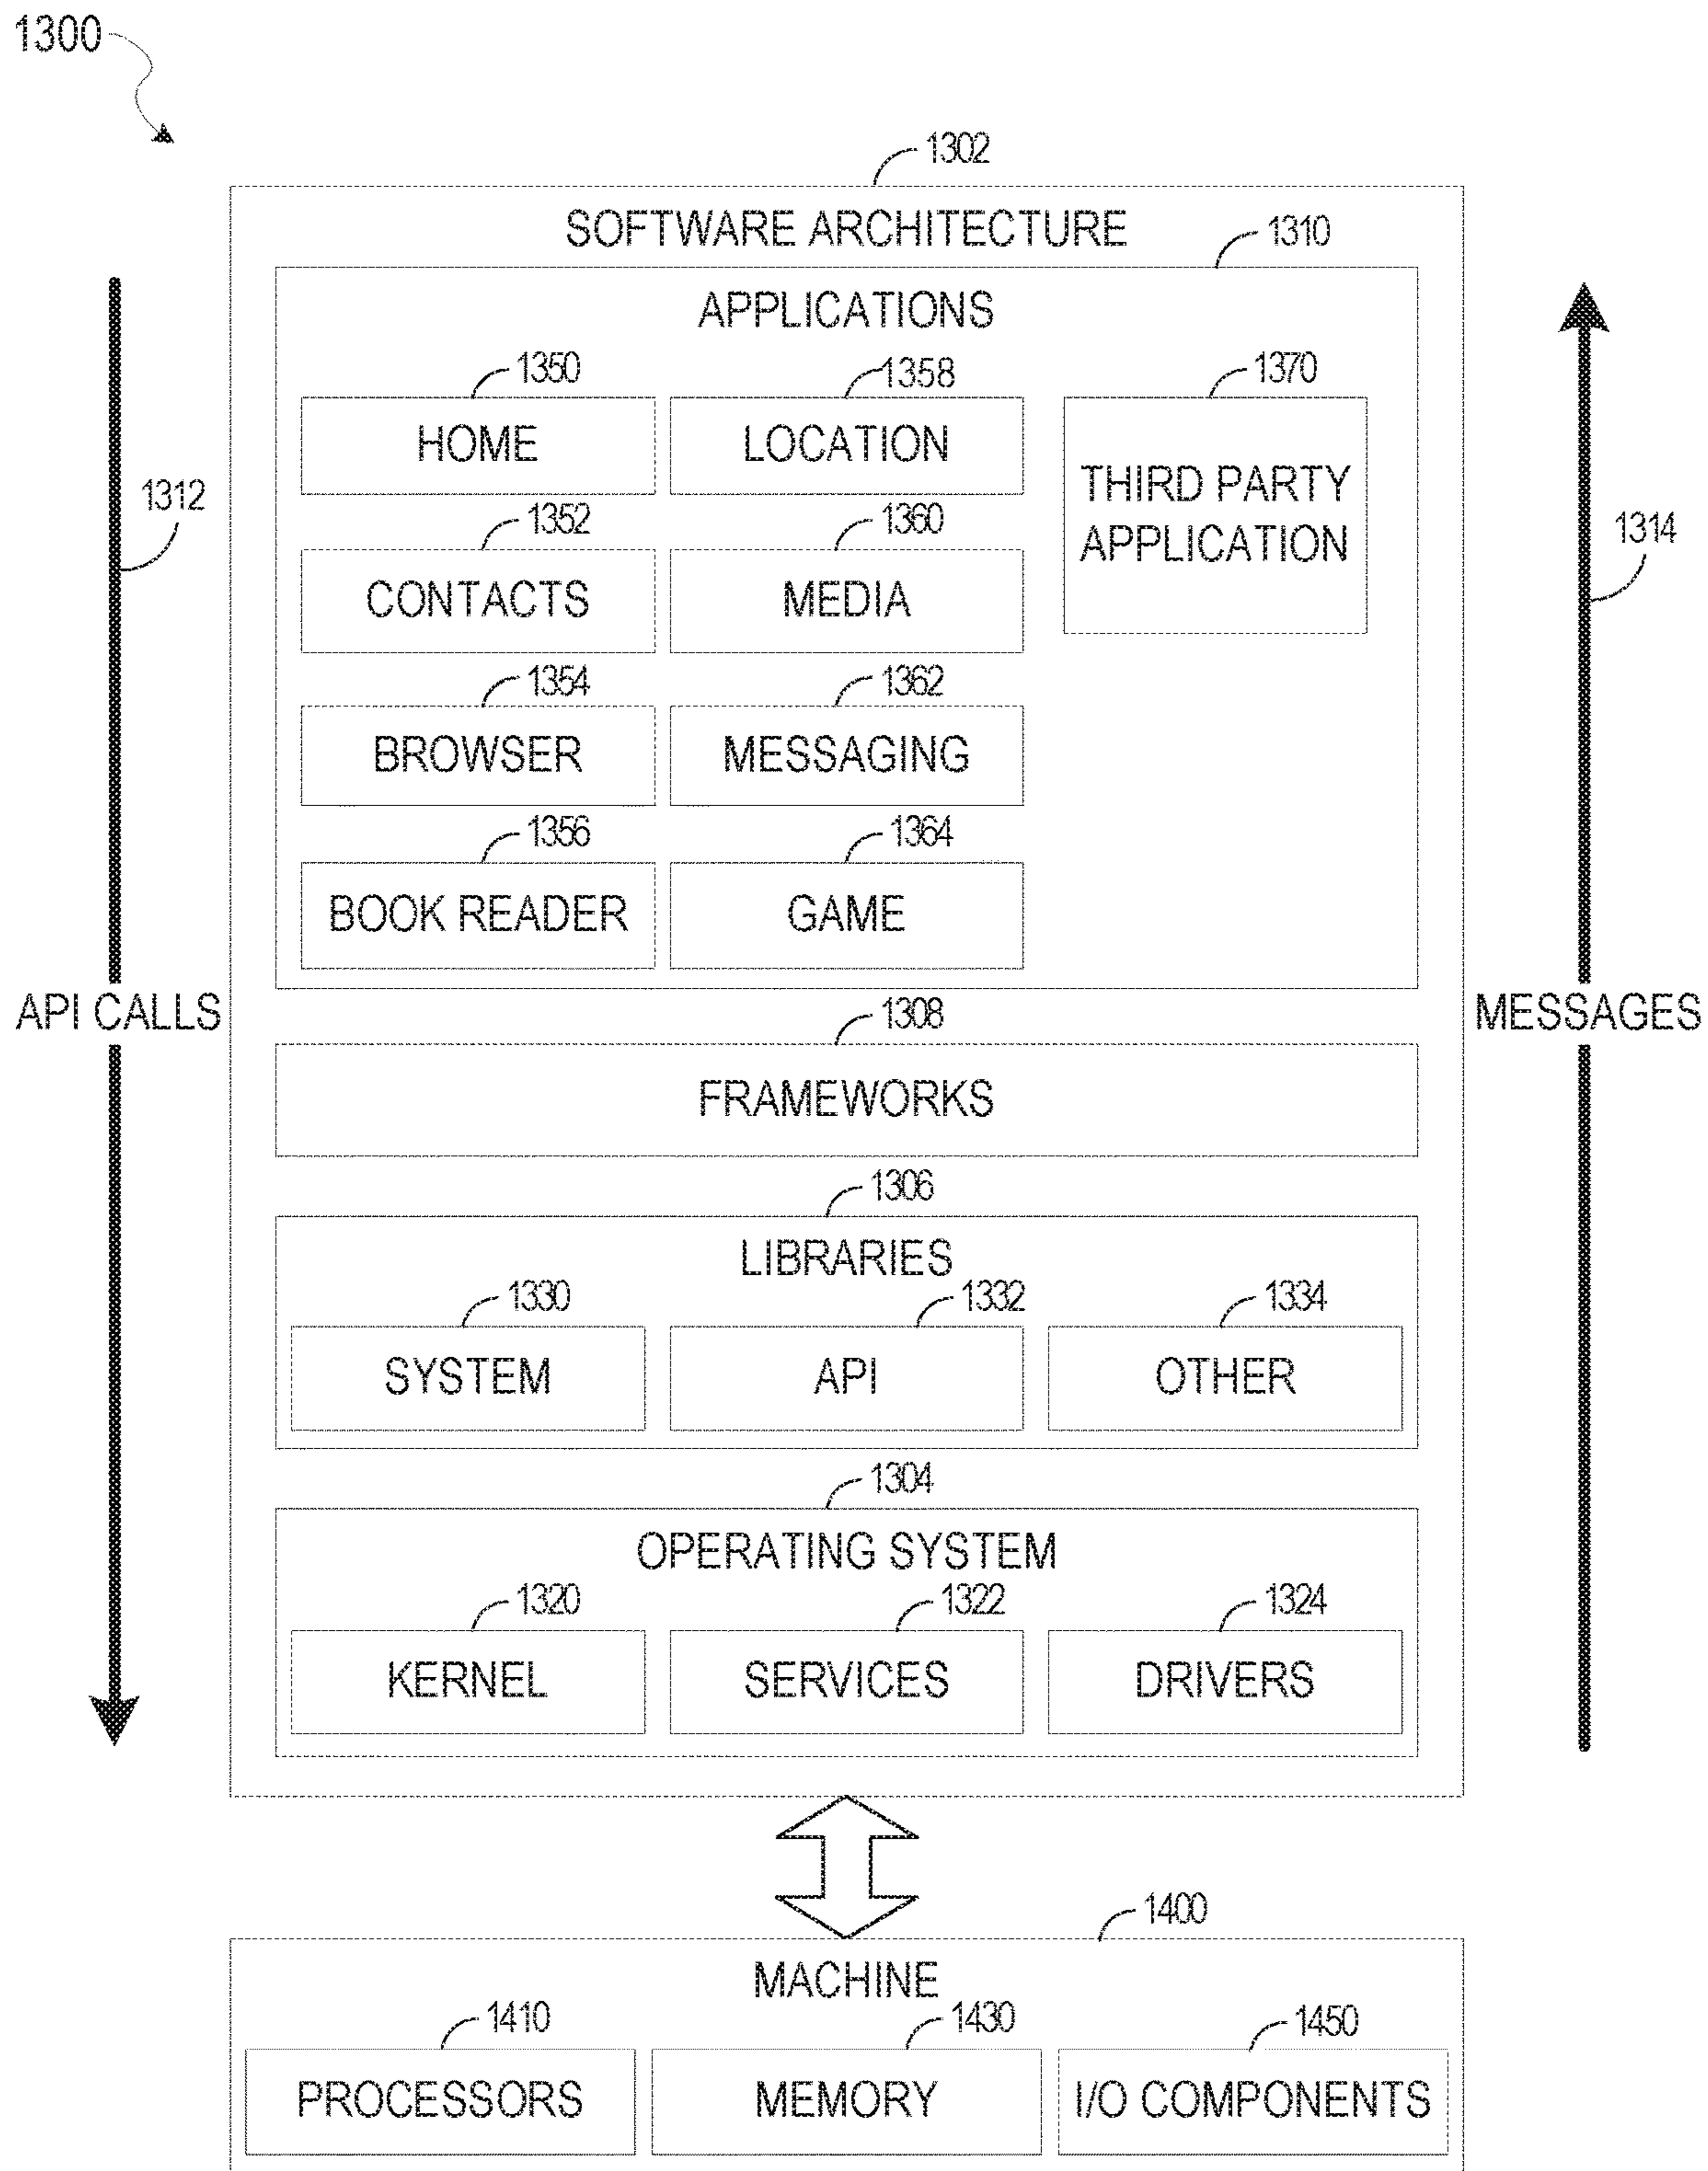 1300
1302
SOFTWARE ARCHITECTURE
1310
APPLICATIONS
1350
1358
1370
HOME
LOCATION
THIRD PARTY
APPLICATION
1312
1314
1352
1360
CONTACTS
MEDIA
1354
1362
BROWSER
MESSAGING
1356
1364
BOOK READER
GAME
API CALLS
MESSAGES
1308
FRAMEWORKS
1306
LIBRARIES
1330
1332
1334
SYSTEM
API
OTHER
1304
OPERATING SYSTEM
1320
1322
1324
KERNEL
SERVICES
DRIVERS
1400
MACHINE
1410
1430
1450
PROCESSORS
MEMORY
I/O COMPONENTS